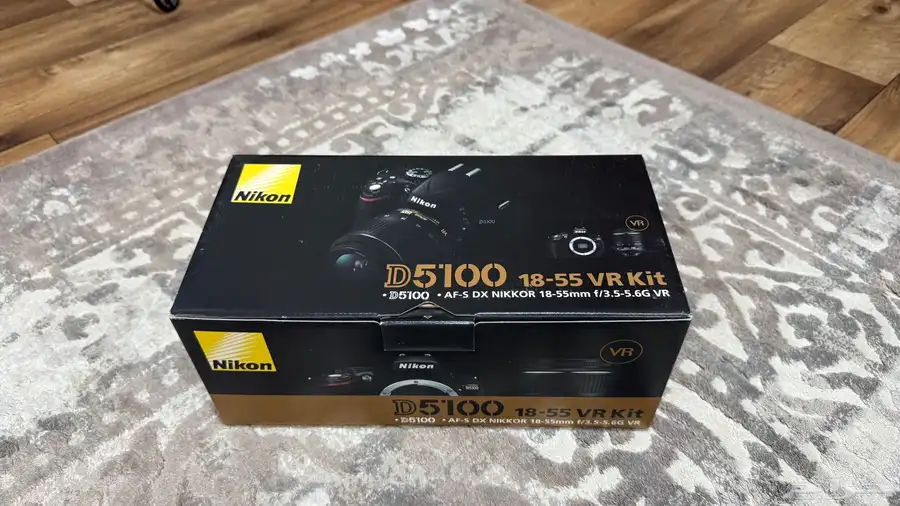 Nikon
Nikon
D5100
VR
D5100 18-55 VR Kit
• D5100 • AF-S DX NIKKOR 18-55mm f/3.5-5.6G VR
Nikon
VR
Nikon
D5100 18-55 VR Kit
• D5100 • AF-S DX NIKKOR 18-55mm f/3.5-5.6G VR